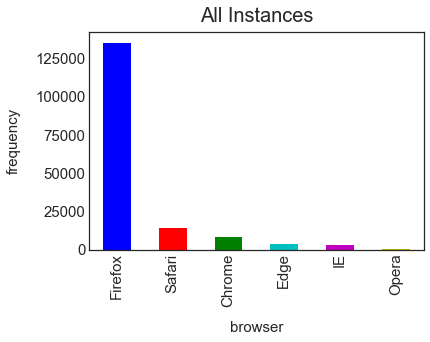 All Instances
frequency
125000
100000
75000
50000
25000
0
Firefox
Safari
Chrome
Edge
IE
Opera
browser